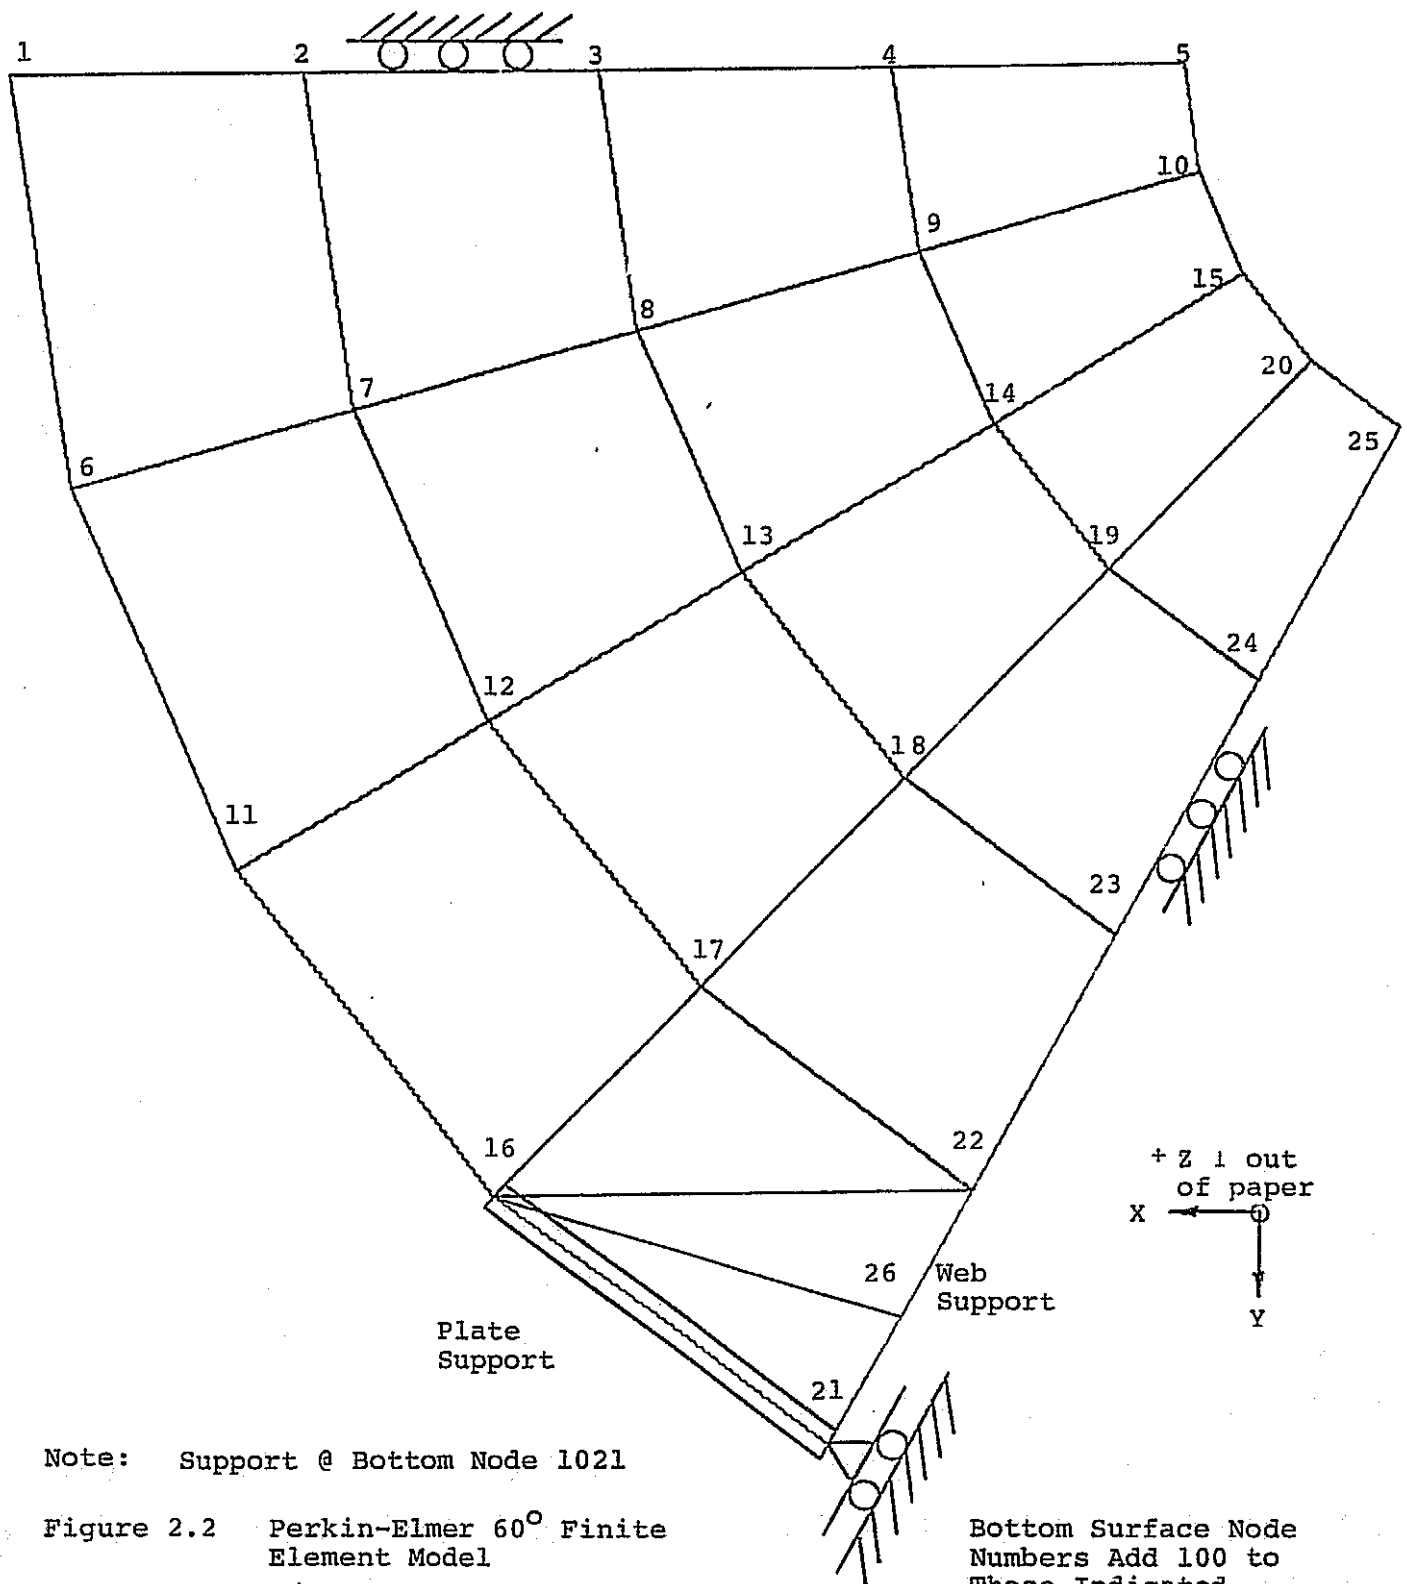 1
2
3
4
5
10
9
15
8
20
7
14
25
6
13
19
12
24
18
11
23
17
16
22
+ Z ⊥ out
of paper
X
26
Web
Support
Y
Plate
Support
21
Note: Support @ Bottom Node 1021
Figure 2.2 Perkin-Elmer 60° Finite
Element Model
Bottom Surface Node
Numbers Add 100 to